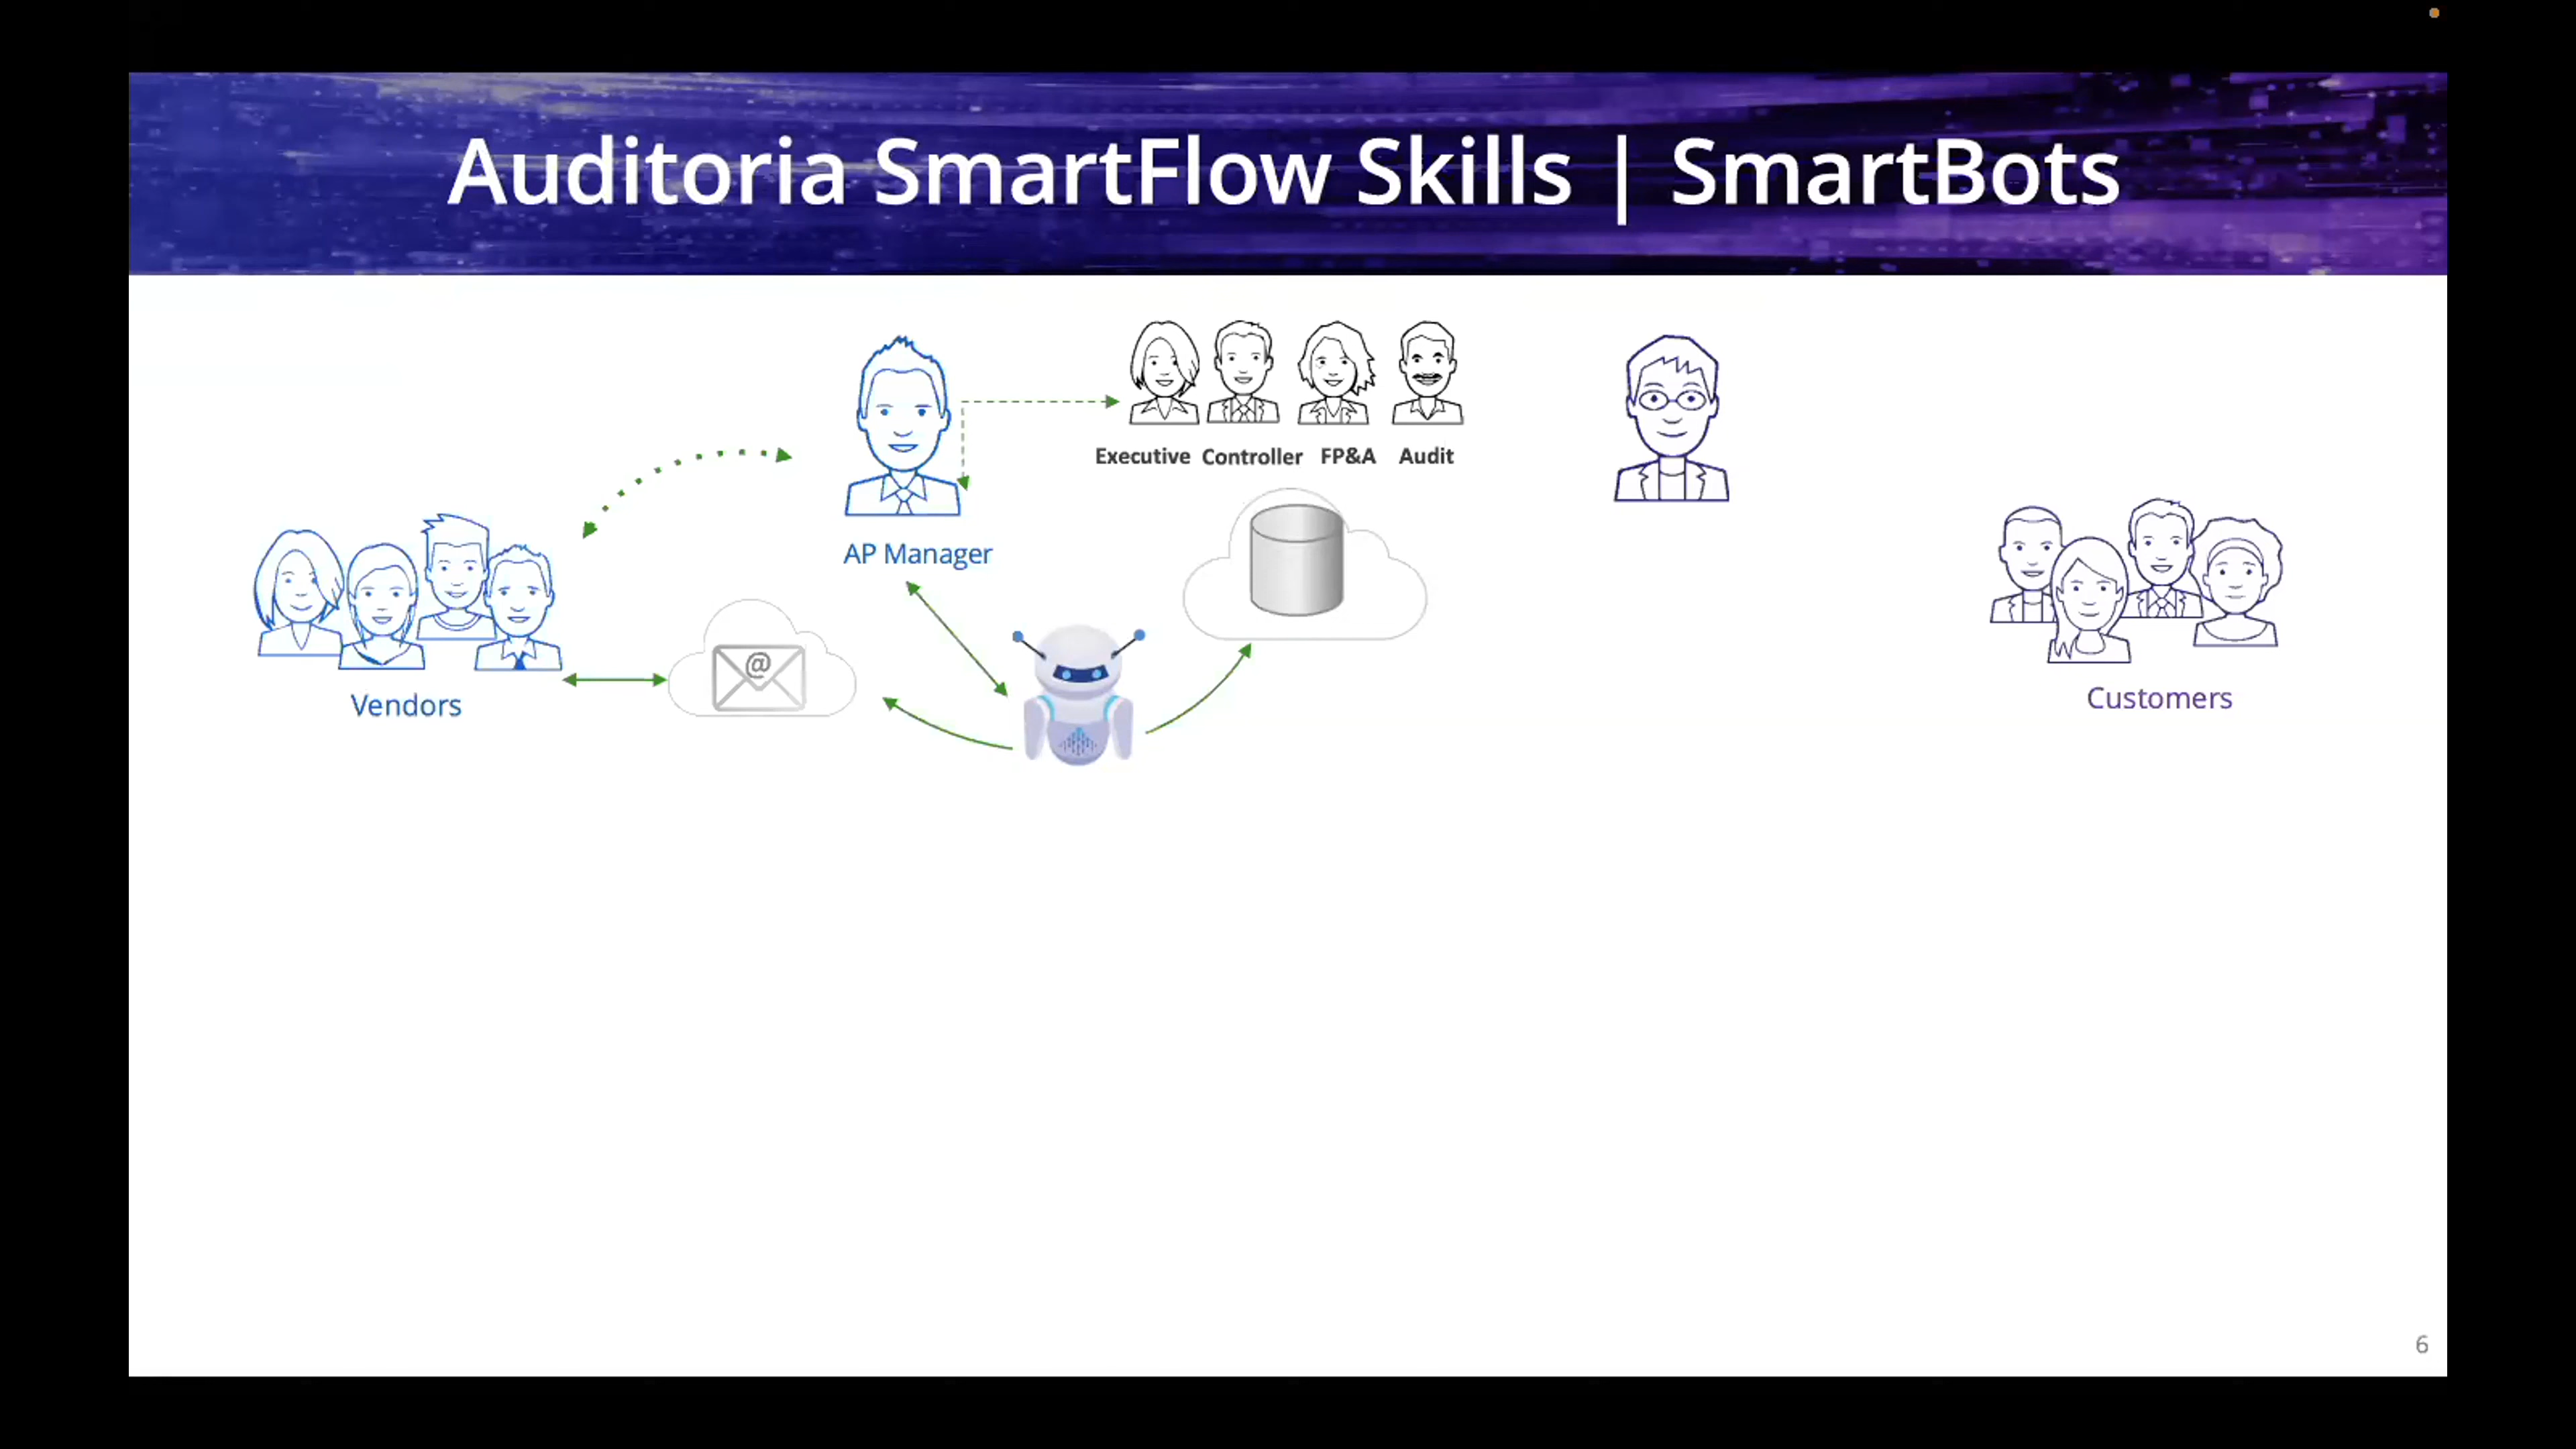 Auditoria SmartFlow Skills | SmartBots
Executive Controller FP&A Audit
AP Manager
@
Vendors
Customers
6